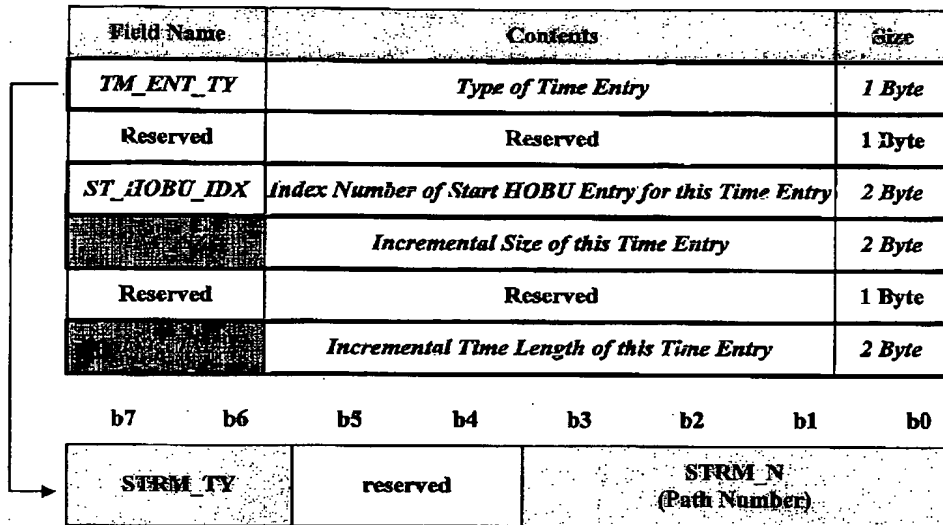 Field Name Contents Size
TM_ENT_TY Type of Time Entry 1 Byte
Reserved Reserved 1 Byte
ST_HOBU_IDX Index Number of Start HOBU Entry for this Time Entry 2 Byte
Incremental Size of this Time Entry 2 Byte
Reserved Reserved 1 Byte
Incremental Time Length of this Time Entry 2 Byte
b7 b6 b5 b4 b3 b2 b1 b0
STRM_TY reserved STRM_N
(Path Number)